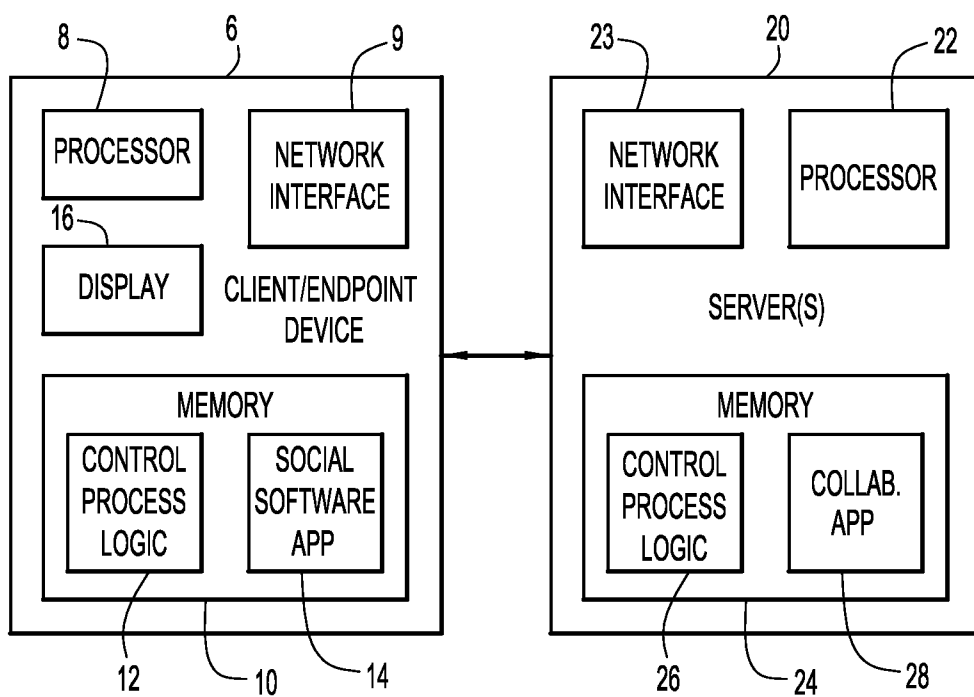 6
8
9
PROCESSOR
NETWORK
INTERFACE
16
DISPLAY
CLIENT/ENDPOINT
DEVICE
MEMORY
CONTROL
PROCESS
LOGIC
SOCIAL
SOFTWARE
APP
12
10
14
20
23
22
NETWORK
INTERFACE
PROCESSOR
SERVER(S)
MEMORY
CONTROL
PROCESS
LOGIC
COLLAB.
APP
26
24
28